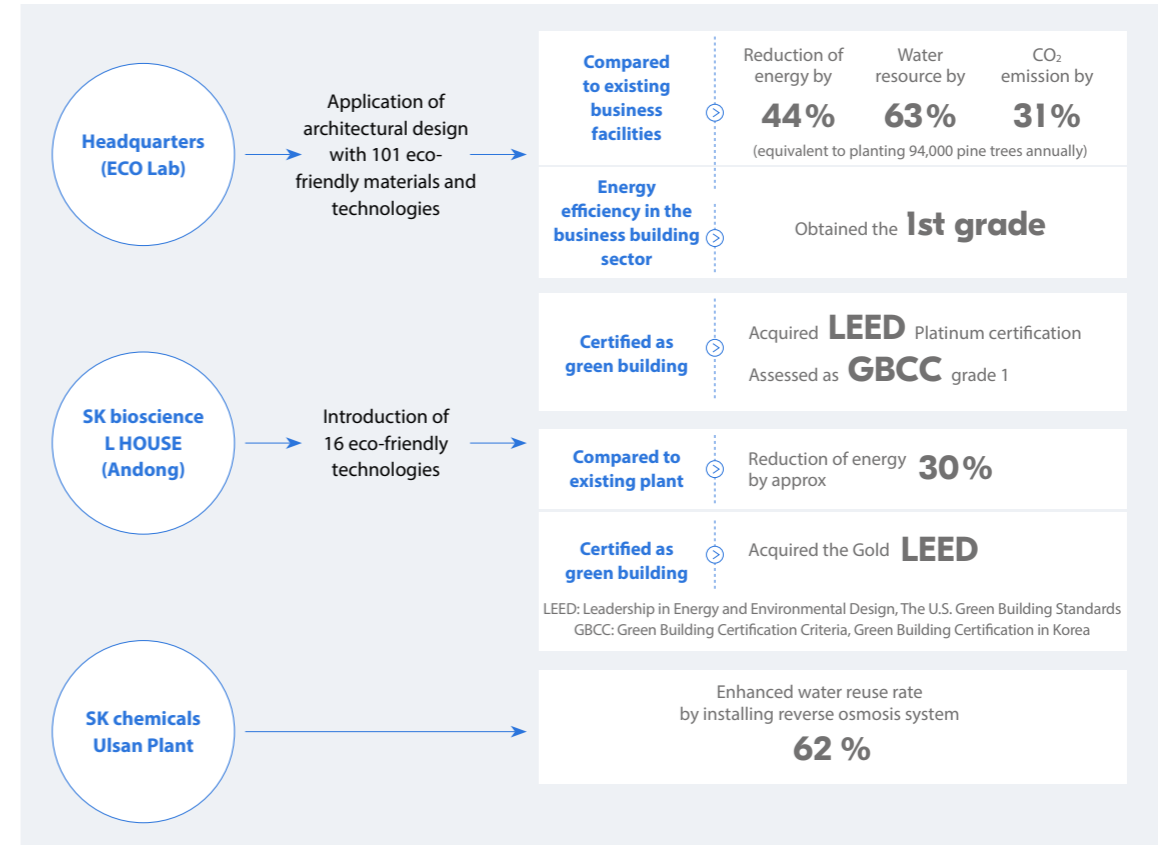 Headquarters
(ECO Lab)
Application of
architectural design
with 101 eco-
friendly materials and
technologies
Compared
to existing
business
facilities
Reduction of
energy by
44%
Water
resource by
63%
CO₂
emission by
31%
(equivalent to planting 94,000 pine trees annually)
Energy
efficiency in the
business building
sector
Obtained the 1st grade
Certified as
green building
Acquired LEED Platinum certification
Assessed as GBCC grade 1
SK bioscience
L HOUSE
(Andong)
Introduction of
16 eco-friendly
technologies
Compared to
existing plant
Reduction of energy
by approx
30%
Certified as
green building
Acquired the Gold LEED
LEED: Leadership in Energy and Environmental Design, The U.S. Green Building Standards
GBCC: Green Building Certification Criteria, Green Building Certification in Korea
SK chemicals
Ulsan Plant
Enhanced water reuse rate
by installing reverse osmosis system
62 %